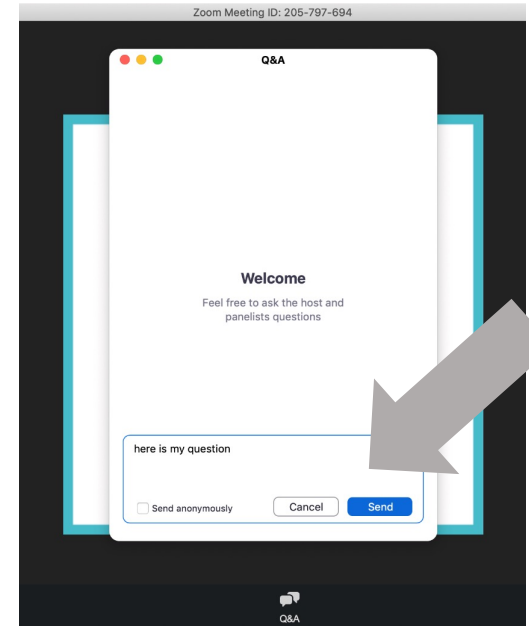 Zoom Meeting ID: 205-797-694
Q&A
Welcome
Feel free to ask the host and
panelists questions
here is my question
Send anonymously Cancel Send
Q&A